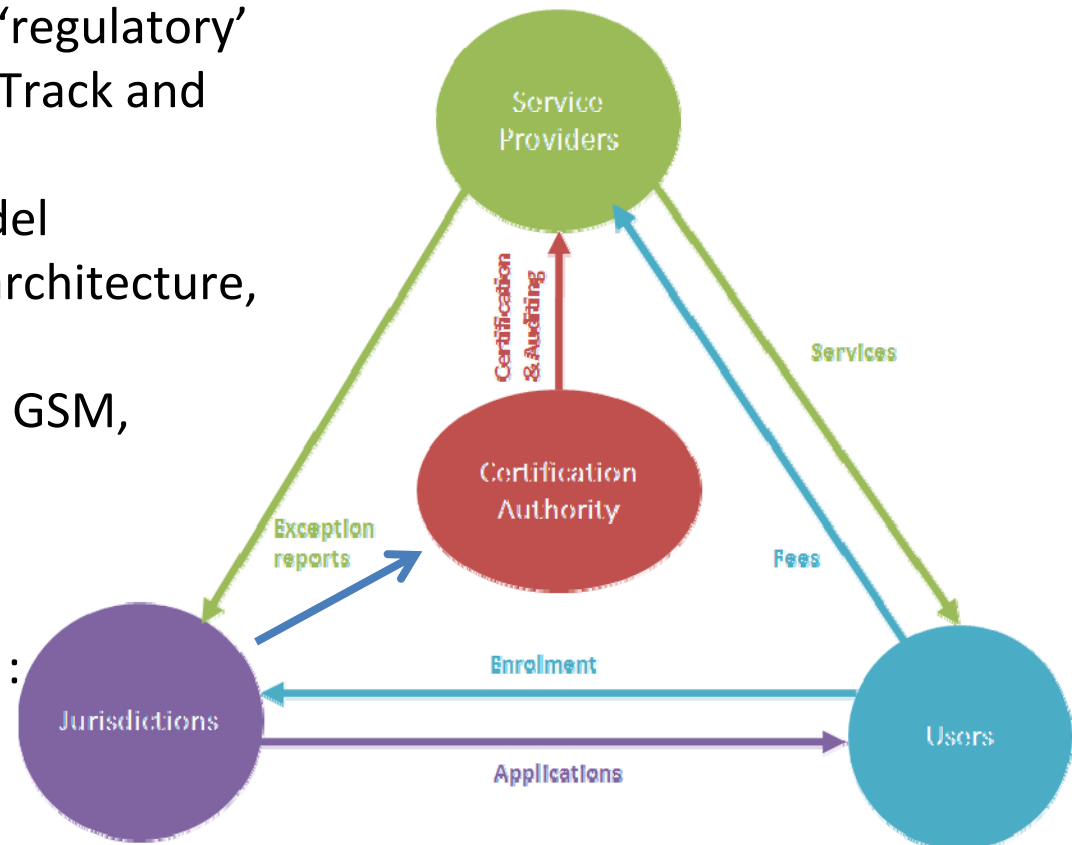 ‘regulatory’
Track and
del
architecture,
GSM,
:
Service
Providers
Certification
& Auditing
Services
Certification
Authority
Exception
reports
Fees
Enrolment
Jurisdictions
Users
Applications